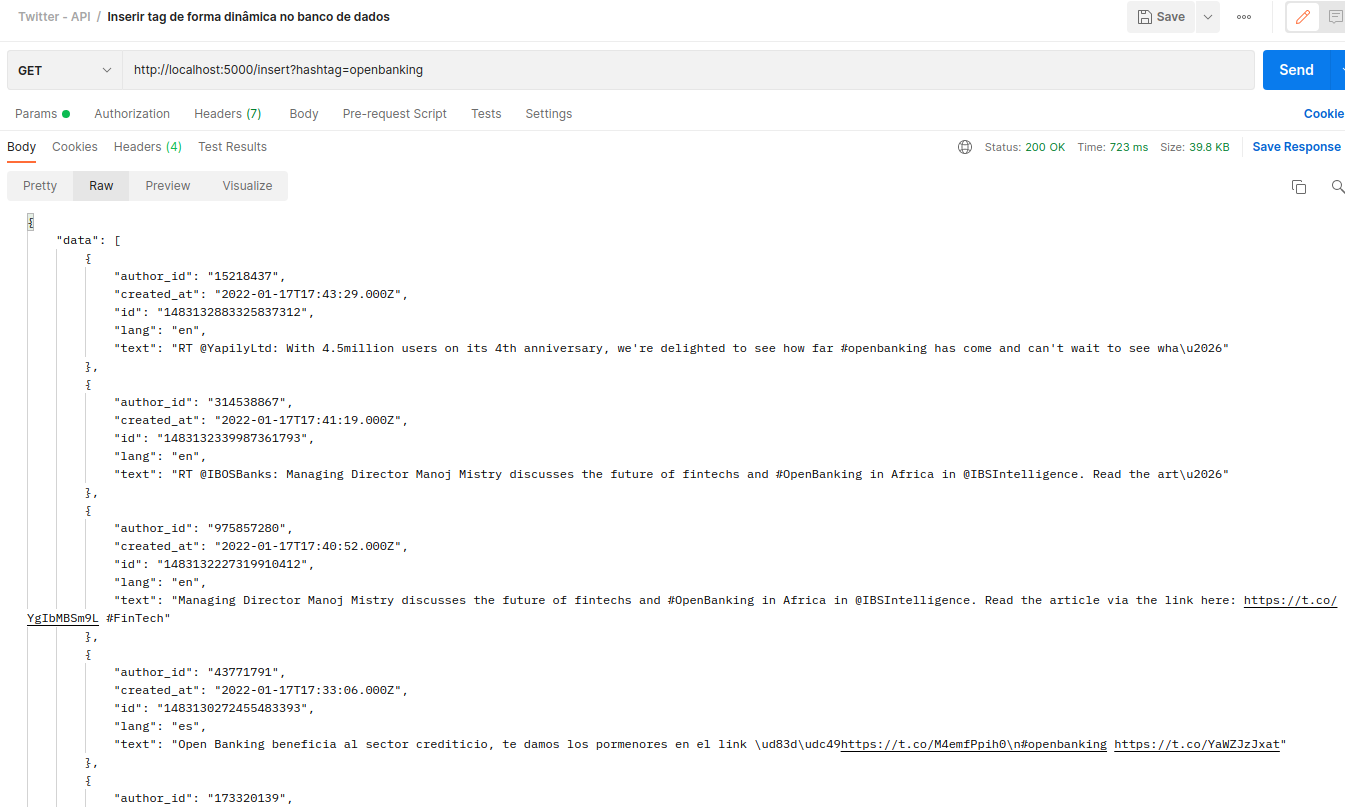 Twitter - API / Inserir tag de forma dinâmica no banco de dados
Save
GET http://localhost:5000/insert?hashtag=openbanking Send
Params Authorization Headers (7) Body Pre-request Script Tests Settings Cookie
Body Cookies Headers (4) Test Results Status: 200 OK Time: 723 ms Size: 39.8 KB Save Response
Pretty Raw Preview Visualize
{
"data": [
{
"author_id": "15218437",
"created_at": "2022-01-17T17:43:29.000Z",
"id": "1483132883325837312",
"lang": "en",
"text": "RT @YapilyLtd: With 4.5million users on its 4th anniversary, we're delighted to see how far #openbanking has come and can't wait to see wha\u2026"
},
{
"author_id": "314538867",
"created_at": "2022-01-17T17:41:19.000Z",
"id": "1483132339987361793",
"lang": "en",
"text": "RT @IBOSBanks: Managing Director Manoj Mistry discusses the future of fintechs and #OpenBanking in Africa in @IBSIntelligence. Read the art\u2026"
},
{
"author_id": "975857280",
"created_at": "2022-01-17T17:40:52.000Z",
"id": "1483132227319910412",
"lang": "en",
"text": "Managing Director Manoj Mistry discusses the future of fintechs and #OpenBanking in Africa in @IBSIntelligence. Read the article via the link here: https://t.co/
YgIbMBSm9L #FinTech"
},
{
"author_id": "43771791",
"created_at": "2022-01-17T17:33:06.000Z",
"id": "1483130272455483393",
"lang": "es",
"text": "Open Banking beneficia al sector crediticio, te damos los pormenores en el link \ud83d\udc49https://t.co/M4emfPpih0\n#openbanking https://t.co/YaWZJzJxat"
},
{
"author_id": "173320139",